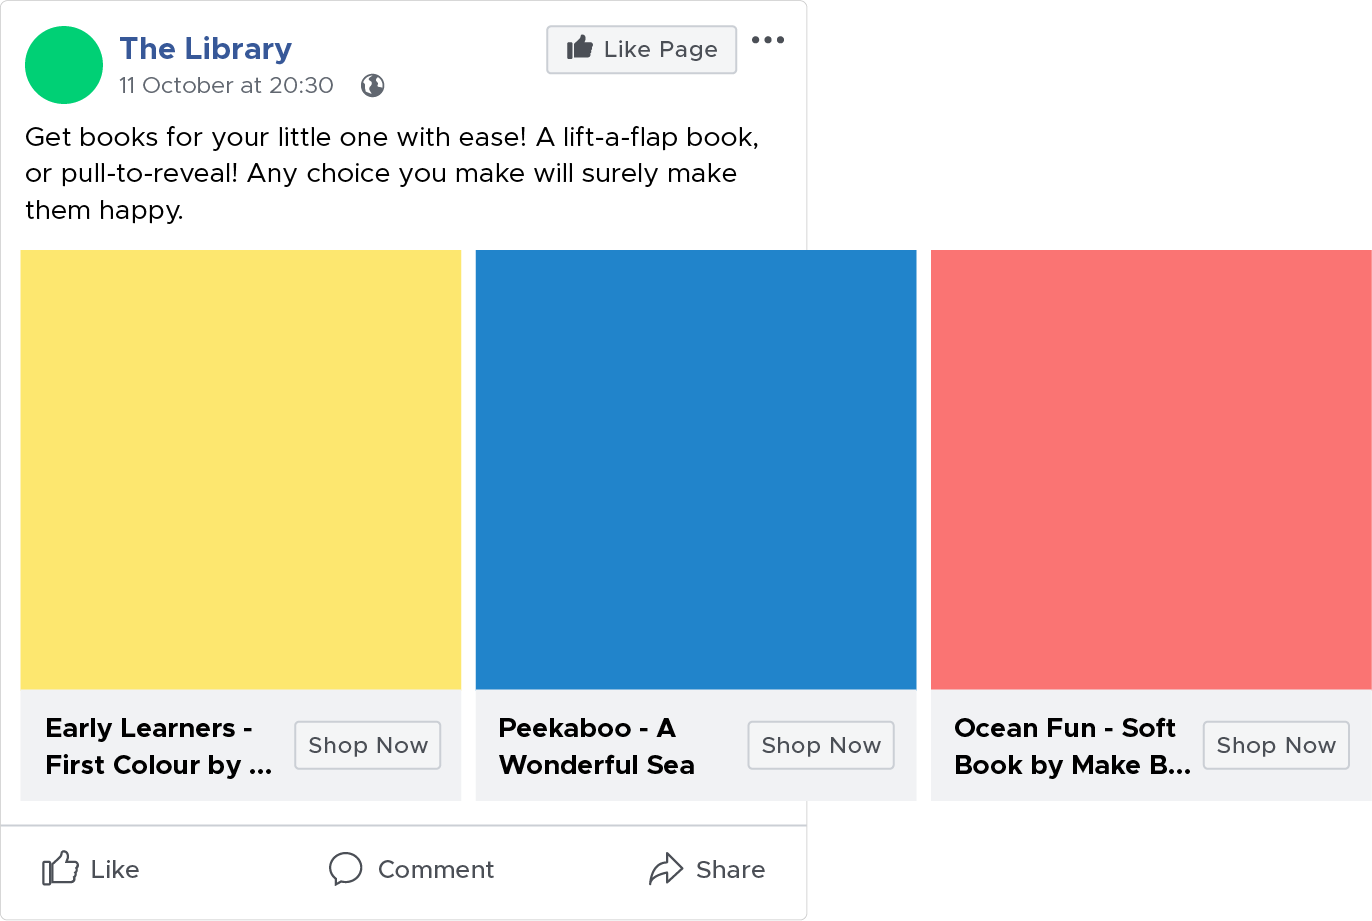 The Library
Like Page
11 October at 20:30
Get books for your little one with ease! A lift-a-flap book,
or pull-to-reveal! Any choice you make will surely make
them happy.
Early Learners -
First Colour by ...
Shop Now
Peekaboo - A
Wonderful Sea
Shop Now
Ocean Fun - Soft
Book by Make B...
Shop Now
Like
Comment
Share